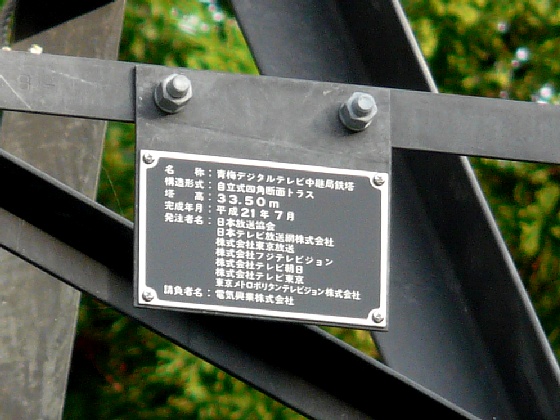 名　称：青梅デジタルテレビ中継局鉄塔
構造形式：自立式四角断面トラス
塔　高：33.50m
完成年月：平成21年7月
発注者名：日本放送協会
日本テレビ放送網株式会社
株式会社東京放送
株式会社フジテレビジョン
株式会社テレビ朝日
株式会社テレビ東京
東京メトロポリタンテレビジョン株式会社
請負者名：電気興業株式会社